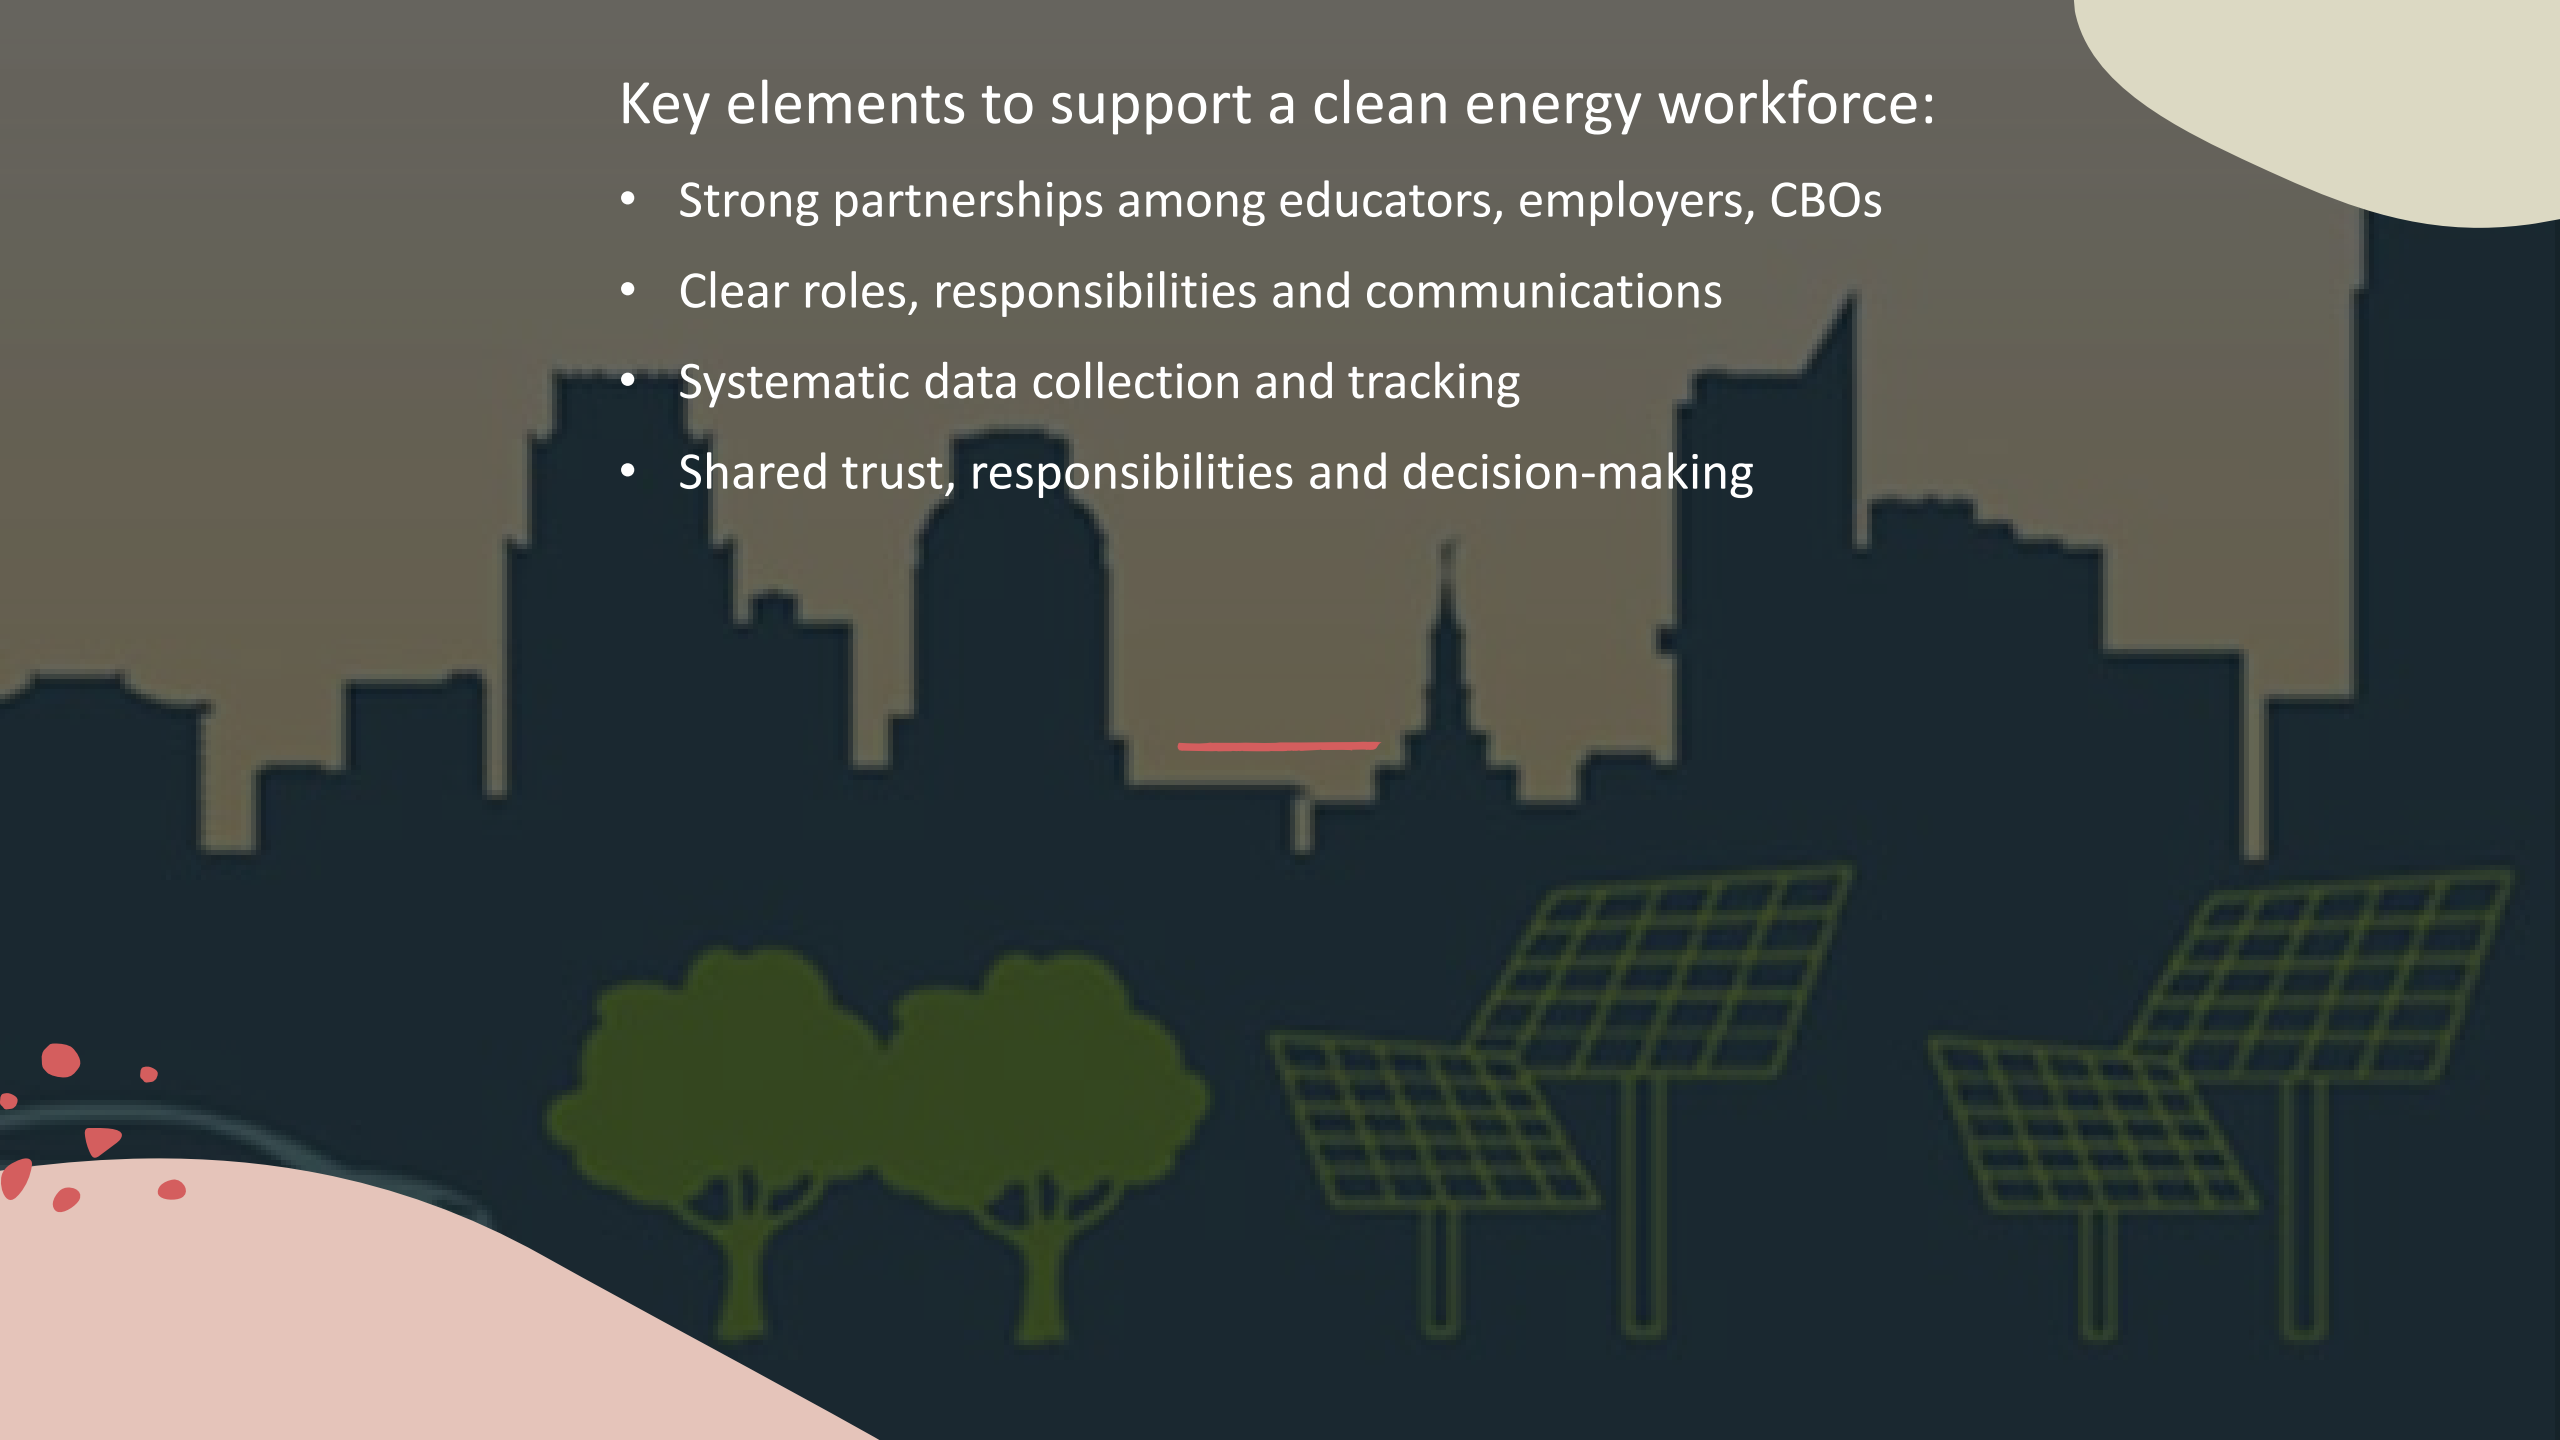 Key elements to support a clean energy workforce:
• Strong partnerships among educators, employers, CBOs
• Clear roles, responsibilities and communications
• Systematic data collection and tracking
• Shared trust, responsibilities and decision-making